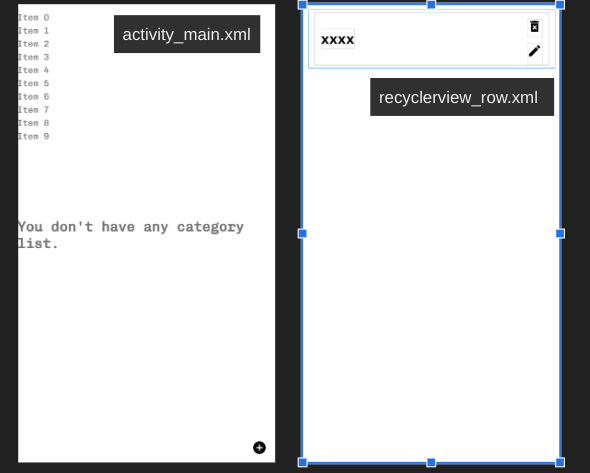 Item 0
Item 1
Item 2
Item 3
Item 4
Item 5
Item 6
Item 7
Item 8
Item 9
activity_main.xml
You don't have any category
list.
xxxx
recyclerview_row.xml